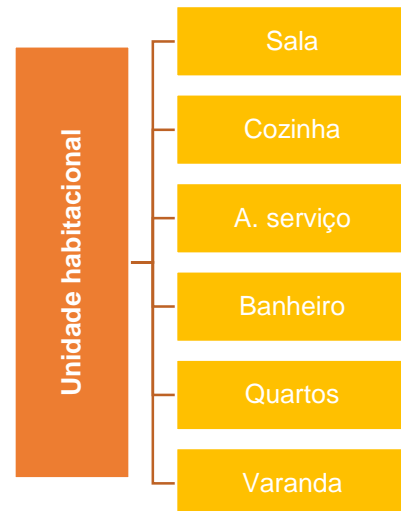 Unidade habitacional
Sala
Cozinha
A. serviço
Banheiro
Quartos
Varanda